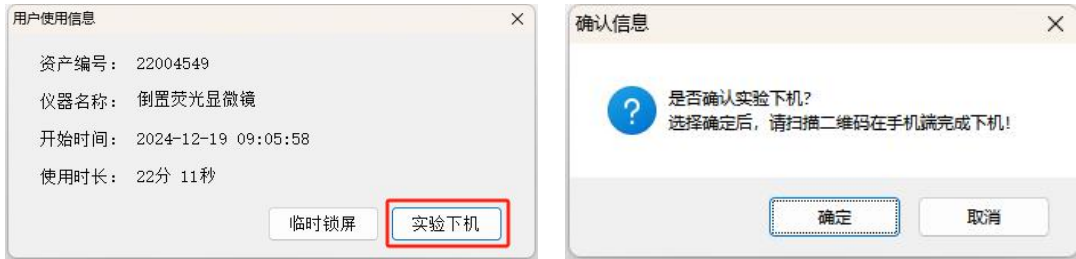 用户使用信息
资产编号： 22004549
仪器名称： 倒置荧光显微镜
开始时间： 2024-12-19 09:05:58
使用时长： 22分 11秒
临时锁屏
实验下机
确认信息
是否确认实验下机?
选择确定后，请扫描二维码在手机端完成下机!
确定
取消